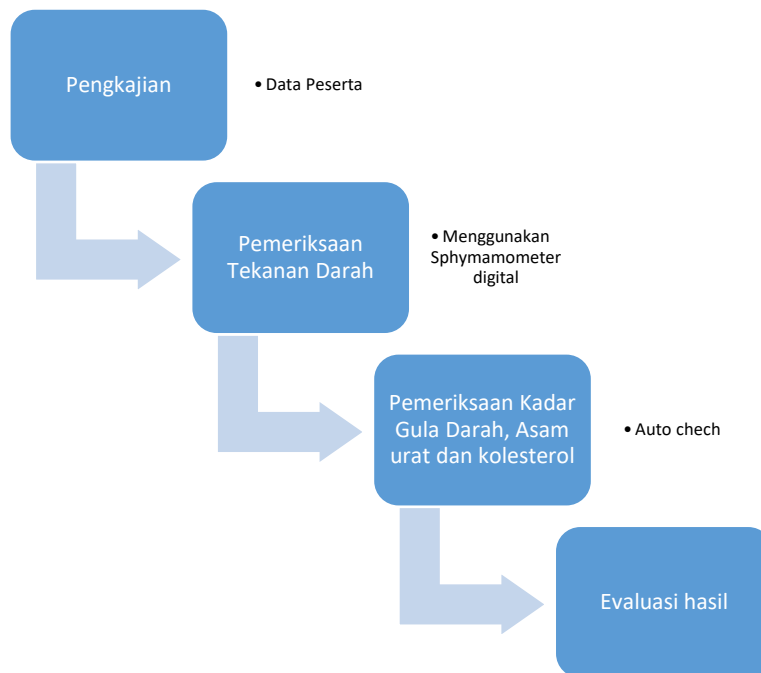 Pengkajian
• Data Peserta
Pemeriksaan
Tekanan Darah
• Menggunakan
Sphymamometer
digital
Pemeriksaan Kadar
Gula Darah, Asam
urat dan kolesterol
• Auto chech
Evaluasi hasil